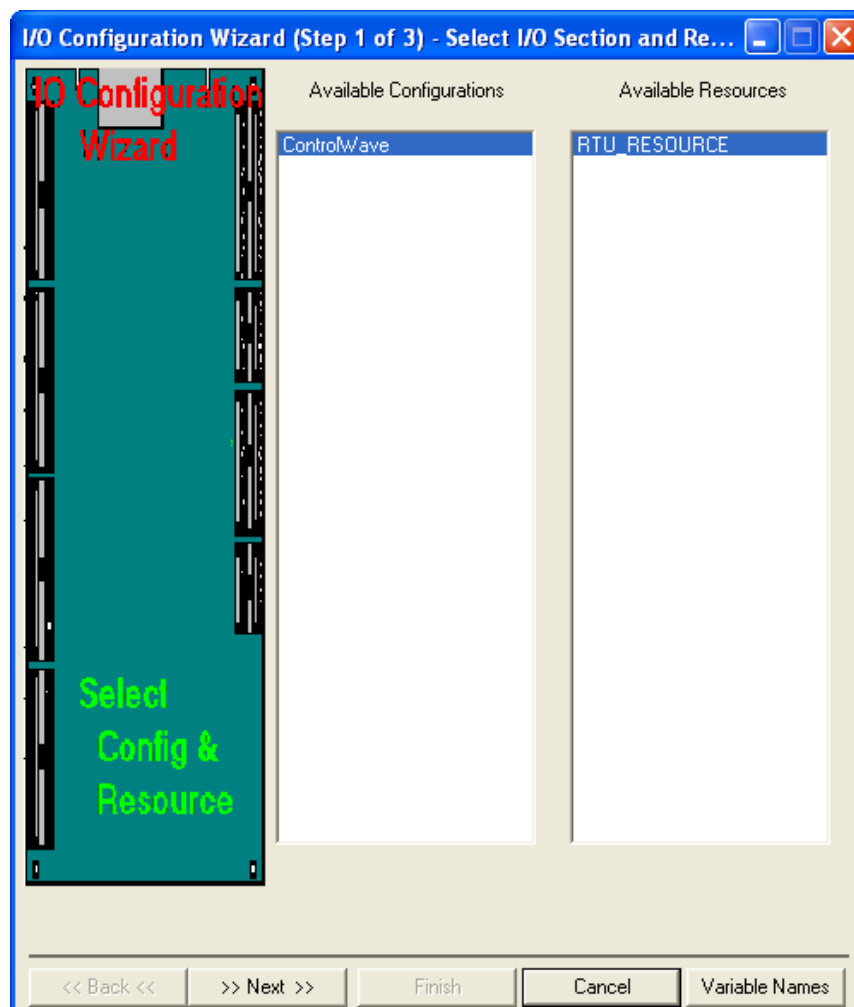 I/O Configuration Wizard (Step 1 of 3) - Select I/O Section and Re...
IO Configuration
Wizard
Available Configurations
Available Resources
ControlWave
RTU_RESOURCE
Select
Config &
Resource
<< Back <<
>> Next >>
Finish
Cancel
Variable Names